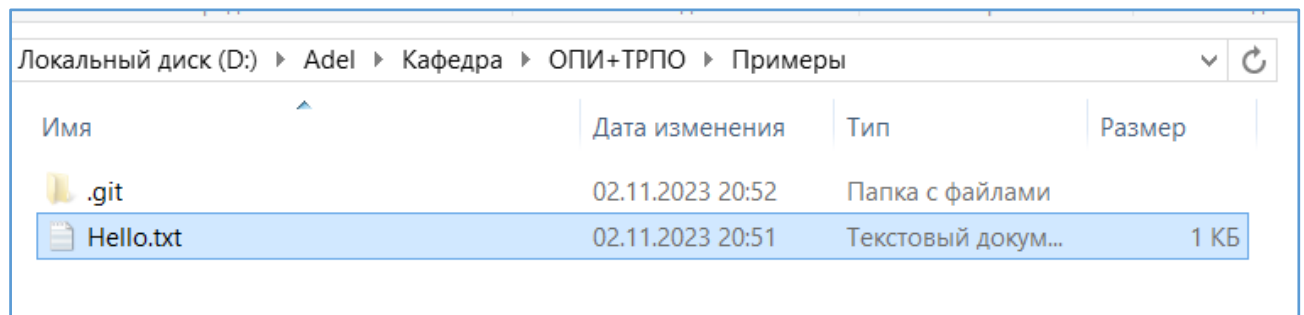 Локальный диск (D:) ▸ Adel ▸ Кафедра ▸ ОПИ+ТРПО ▸ Примеры
Имя Дата изменения Тип Размер
.git 02.11.2023 20:52 Папка с файлами
Hello.txt 02.11.2023 20:51 Текстовый докум... 1 КБ